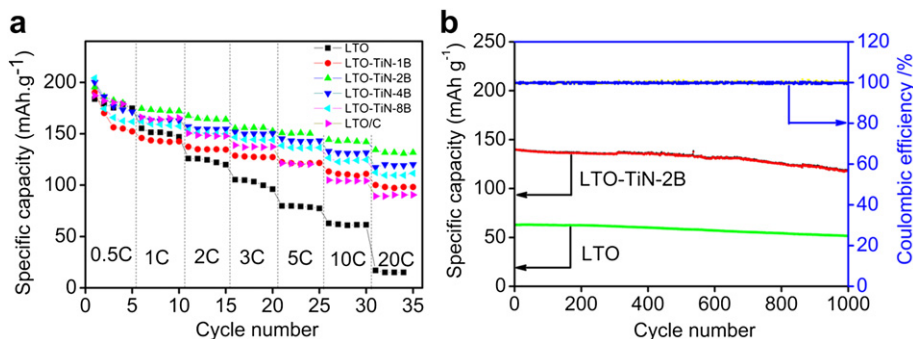 a
Specific capacity (mAh.g⁻¹)
200
150
100
50
0
LTO
LTO-TiN-1B
LTO-TiN-2B
LTO-TiN-4B
LTO-TiN-8B
LTO/C
0.5C 1C 2C 3C 5C 10C 20C
0 5 10 15 20 25 30 35
Cycle number
b
Specific capacity (mAh g⁻¹)
250
200
150
100
50
0
LTO-TiN-2B
LTO
0 200 400 600 800 1000
Cycle number
120
100
80
60
40
20
0
Coulombic efficiency /%